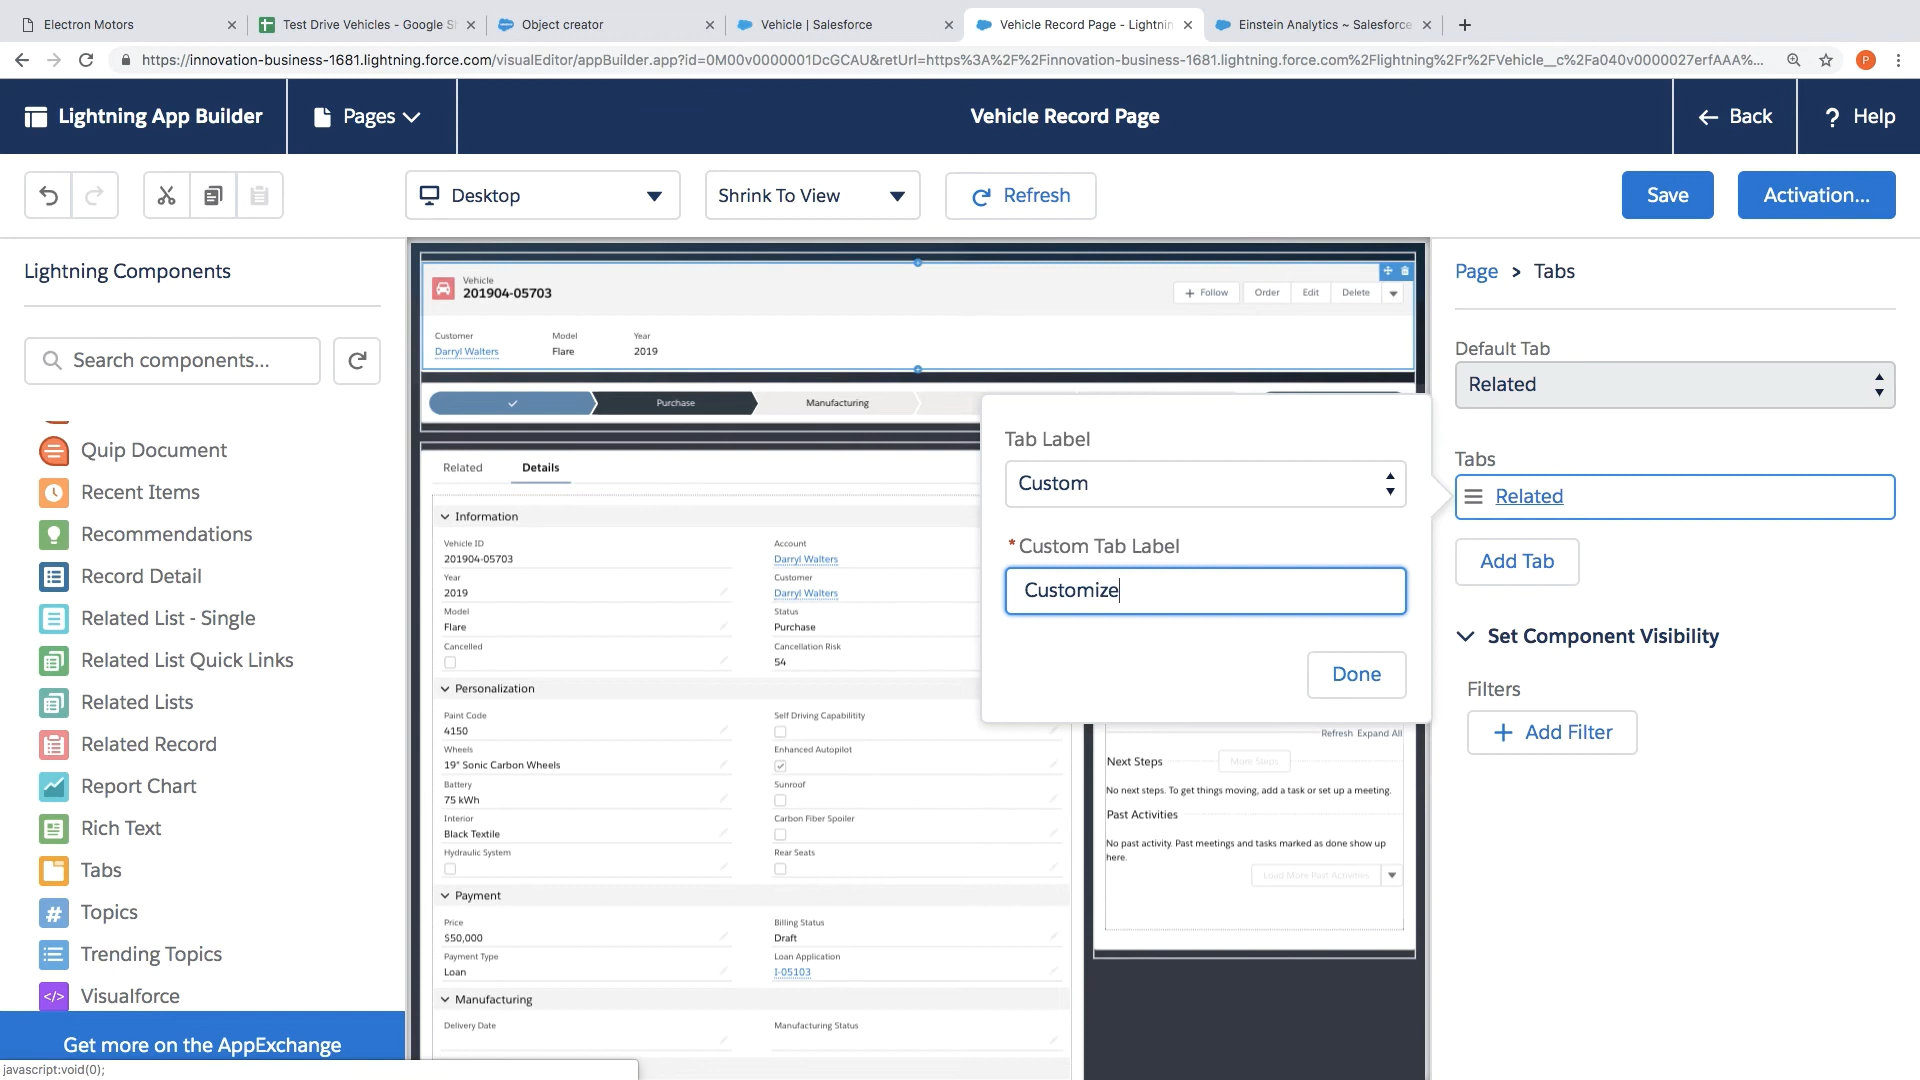 Electron Motors
Test Drive Vehicles - Google Sh
Object creator
Vehicle | Salesforce
Vehicle Record Page - Lightnin
Einstein Analytics ~ Salesforce
https://innovation-business-1681.lightning.force.com/visualEditor/appBuilder.app?id=0M00v0000001DcGCAU&retUrl=https%3A%2F%2Finnovation-business-1681.lightning.force.com%2Flightning%2Fr%2FVehicle__c%2Fa040v0000027erfAAA%...
P
Lightning App Builder
Pages
Vehicle Record Page
Back
? Help
Desktop
Shrink To View
Refresh
Save
Activation...
Lightning Components
Search components...
Quip Document
Recent Items
Recommendations
Record Detail
Related List - Single
Related List Quick Links
Related Lists
Related Record
Report Chart
Rich Text
Tabs
Topics
Trending Topics
Visualforce
Get more on the AppExchange
javascript:void(0);
Vehicle
201904-05703
+ Follow
Order
Edit
Delete
Customer
Model
Year
Darryl Walters
Flare
2019
Purchase
Manufacturing
Related
Details
Information
Vehicle ID
201904-05703
Account
Darryl Walters
Year
2019
Customer
Darryl Walters
Model
Flare
Status
Purchase
Cancelled
Cancellation Risk
54
Personalization
Paint Code
4150
Self Driving Capabilitity
Wheels
19" Sonic Carbon Wheels
Enhanced Autopilot
Battery
75 kWh
Sunroof
Interior
Black Textile
Carbon Fiber Spoiler
Hydraulic System
Rear Seats
Payment
Price
$50,000
Billing Status
Draft
Payment Type
Loan
Loan Application
I-05103
Manufacturing
Delivery Date
Manufacturing Status
Refresh Expand All
Next Steps
More Steps
No next steps. To get things moving, add a task or set up a meeting.
Past Activities
No past activity. Past meetings and tasks marked as done show up
here.
Load More Past Activities
Tab Label
Custom
*Custom Tab Label
Customize
Done
Page > Tabs
Default Tab
Related
Tabs
Related
Add Tab
Set Component Visibility
Filters
+ Add Filter